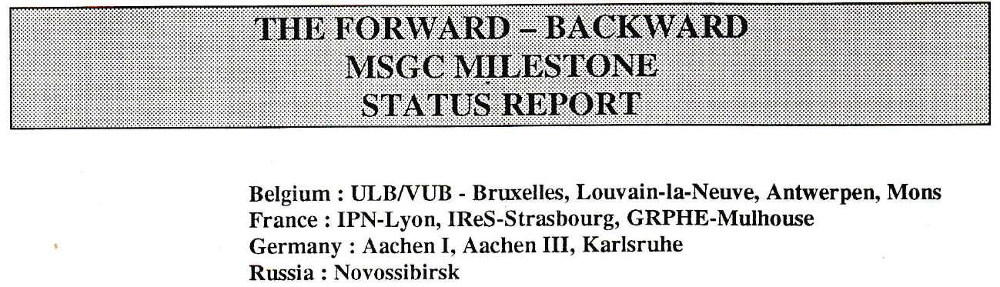 THE FORWARD – BACKWARD
MSGC MILESTONE
STATUS REPORT
Belgium : ULB/VUB - Bruxelles, Louvain-la-Neuve, Antwerpen, Mons
France : IPN-Lyon, IReS-Strasbourg, GRPHE-Mulhouse
Germany : Aachen I, Aachen III, Karlsruhe
Russia : Novossibirsk